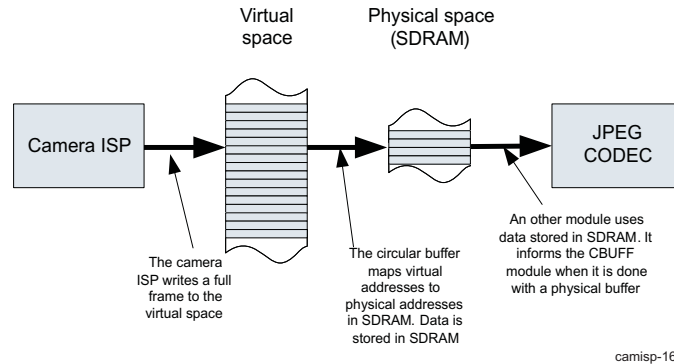 Virtual
space
Physical space
(SDRAM)
Camera ISP
JPEG
CODEC
The camera
ISP writes a full
frame to the
virtual space
The circular buffer
maps virtual
addresses to
physical addresses
in SDRAM. Data is
stored in SDRAM
An other module uses
data stored in SDRAM. It
informs the CBUFF
module when it is done
with a physical buffer
camisp-16